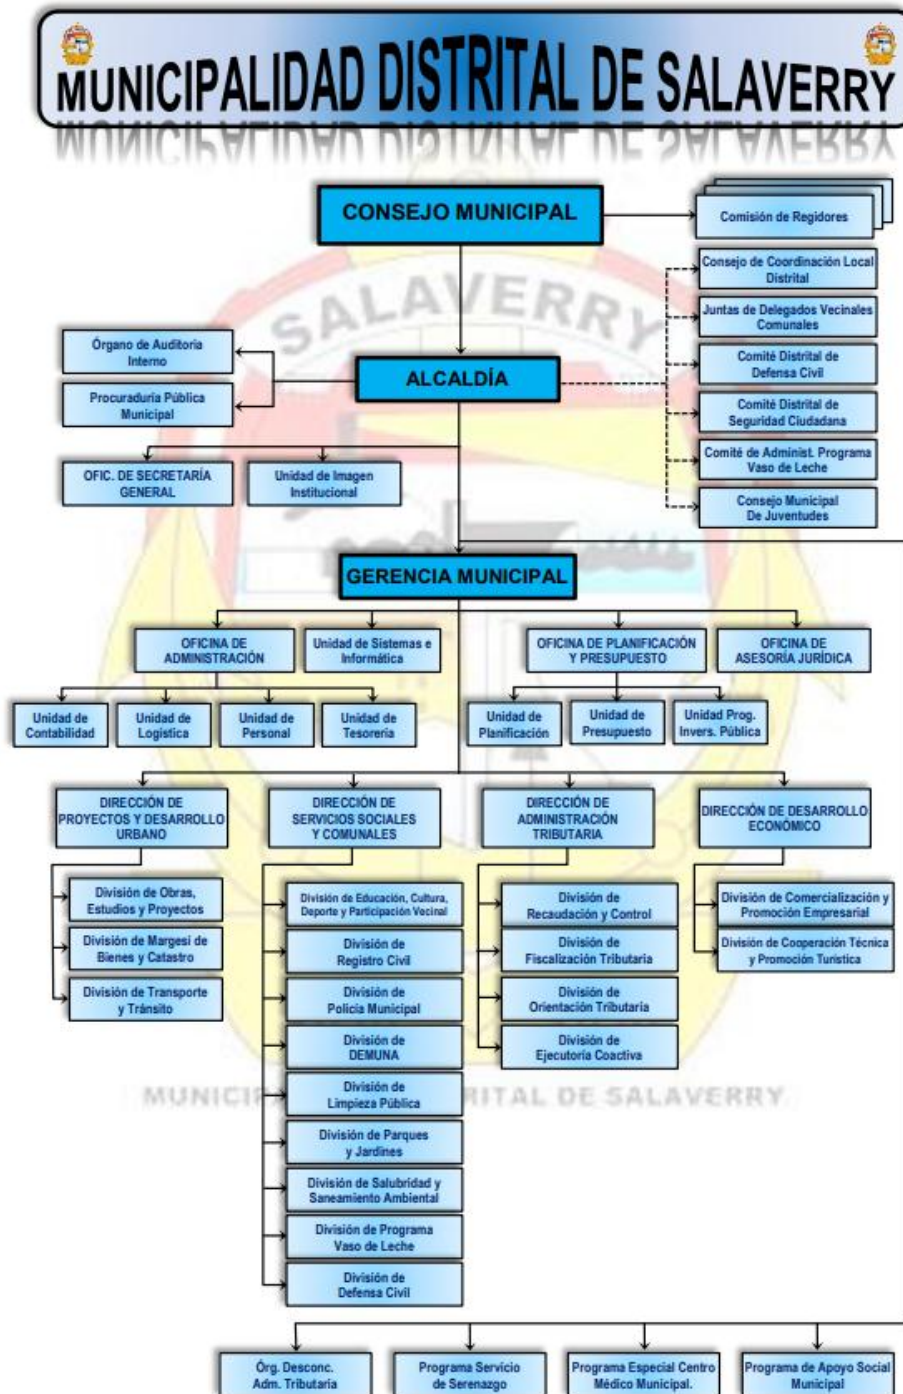 MUNICIPALIDAD DISTRITAL DE SALAVERRY
CONSEJO MUNICIPAL
Comisión de Regidores
Consejo de Coordinación Local
Distrital
Juntas de Delegados Vecinales
Comunales
Comité Distrital de
Defensa Civil
Comité Distrital de
Seguridad Ciudadana
Comité de Administ. Programa
Vaso de Leche
Consejo Municipal
De Juventudes
SALAVERRY
Órgano de Auditoría
Interno
Procuraduría Pública
Municipal
ALCALDÍA
OFIC. DE SECRETARÍA
GENERAL
Unidad de Imagen
Institucional
GERENCIA MUNICIPAL
OFICINA DE
ADMINISTRACIÓN
Unidad de Sistemas e
Informática
OFICINA DE PLANIFICACIÓN
Y PRESUPUESTO
OFICINA DE
ASESORÍA JURÍDICA
Unidad de
Contabilidad
Unidad de
Logística
Unidad de
Personal
Unidad de
Tesorería
Unidad de
Planificación
Unidad de
Presupuesto
Unidad Prog.
Invers. Pública
DIRECCIÓN DE
PROYECTOS Y DESARROLLO
URBANO
División de Obras,
Estudios y Proyectos
División de Margesí de
Bienes y Catastro
División de Transporte
y Tránsito
DIRECCIÓN DE
SERVICIOS SOCIALES
Y COMUNALES
División de Educación, Cultura,
Deporte y Participación Vecinal
División de
Registro Civil
División de
Policía Municipal
División de
DEMUNA
División de
Limpieza Pública
División de Parques
y Jardines
División de Salubridad y
Saneamiento Ambiental
División de Programa
Vaso de Leche
División de
Defensa Civil
DIRECCIÓN DE
ADMINISTRACIÓN
TRIBUTARIA
División de
Recaudación y Control
División de
Fiscalización Tributaria
División de
Orientación Tributaria
División de
Ejecutoría Coactiva
DIRECCIÓN DE DESARROLLO
ECONÓMICO
División de Comercialización y
Promoción Empresarial
División de Cooperación Técnica
y Promoción Turística
MUNICIPA RITAL DE SALAVERRY
Órg. Desconc.
Adm. Tributaria
Programa Servicio
de Serenazgo
Programa Especial Centro
Médico Municipal.
Programa de Apoyo Social
Municipal